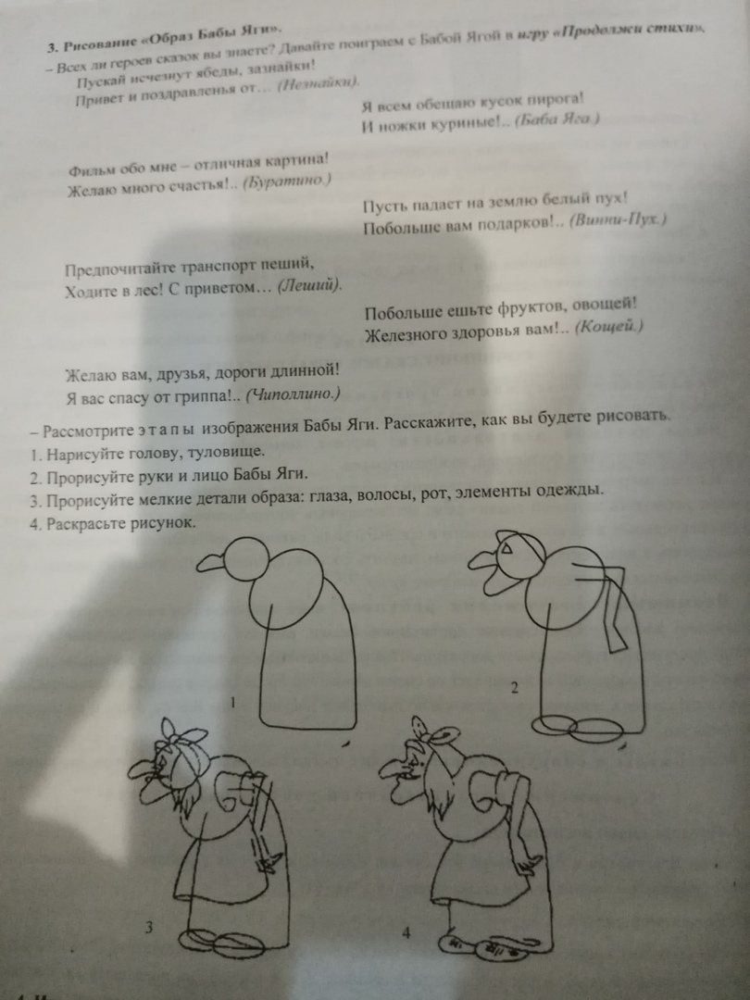 3. Рисование «Образ Бабы Яги».
– Всех ли героев сказок вы знаете? Давайте поиграем с Бабой Ягой в игру «Продолжи стихи».
Пускай исчезнут ябеды, зазнайки!
Привет и поздравленья от… (Незнайки).
Я всем обещаю кусок пирога!
И ножки куриные!.. (Баба Яга.)
Фильм обо мне – отличная картина!
Желаю много счастья!.. (Буратино.)
Пусть падает на землю белый пух!
Побольше вам подарков!.. (Винни-Пух.)
Предпочитайте транспорт пеший,
Ходите в лес! С приветом… (Леший).
Побольше ешьте фруктов, овощей!
Железного здоровья вам!.. (Кощей.)
Желаю вам, друзья, дороги длинной!
Я вас спасу от гриппа!.. (Чиполлино.)
– Рассмотрите этапы изображения Бабы Яги. Расскажите, как вы будете рисовать.
1. Нарисуйте голову, туловище.
2. Прорисуйте руки и лицо Бабы Яги.
3. Прорисуйте мелкие детали образа: глаза, волосы, рот, элементы одежды.
4. Раскрасьте рисунок.
1
2
3
4